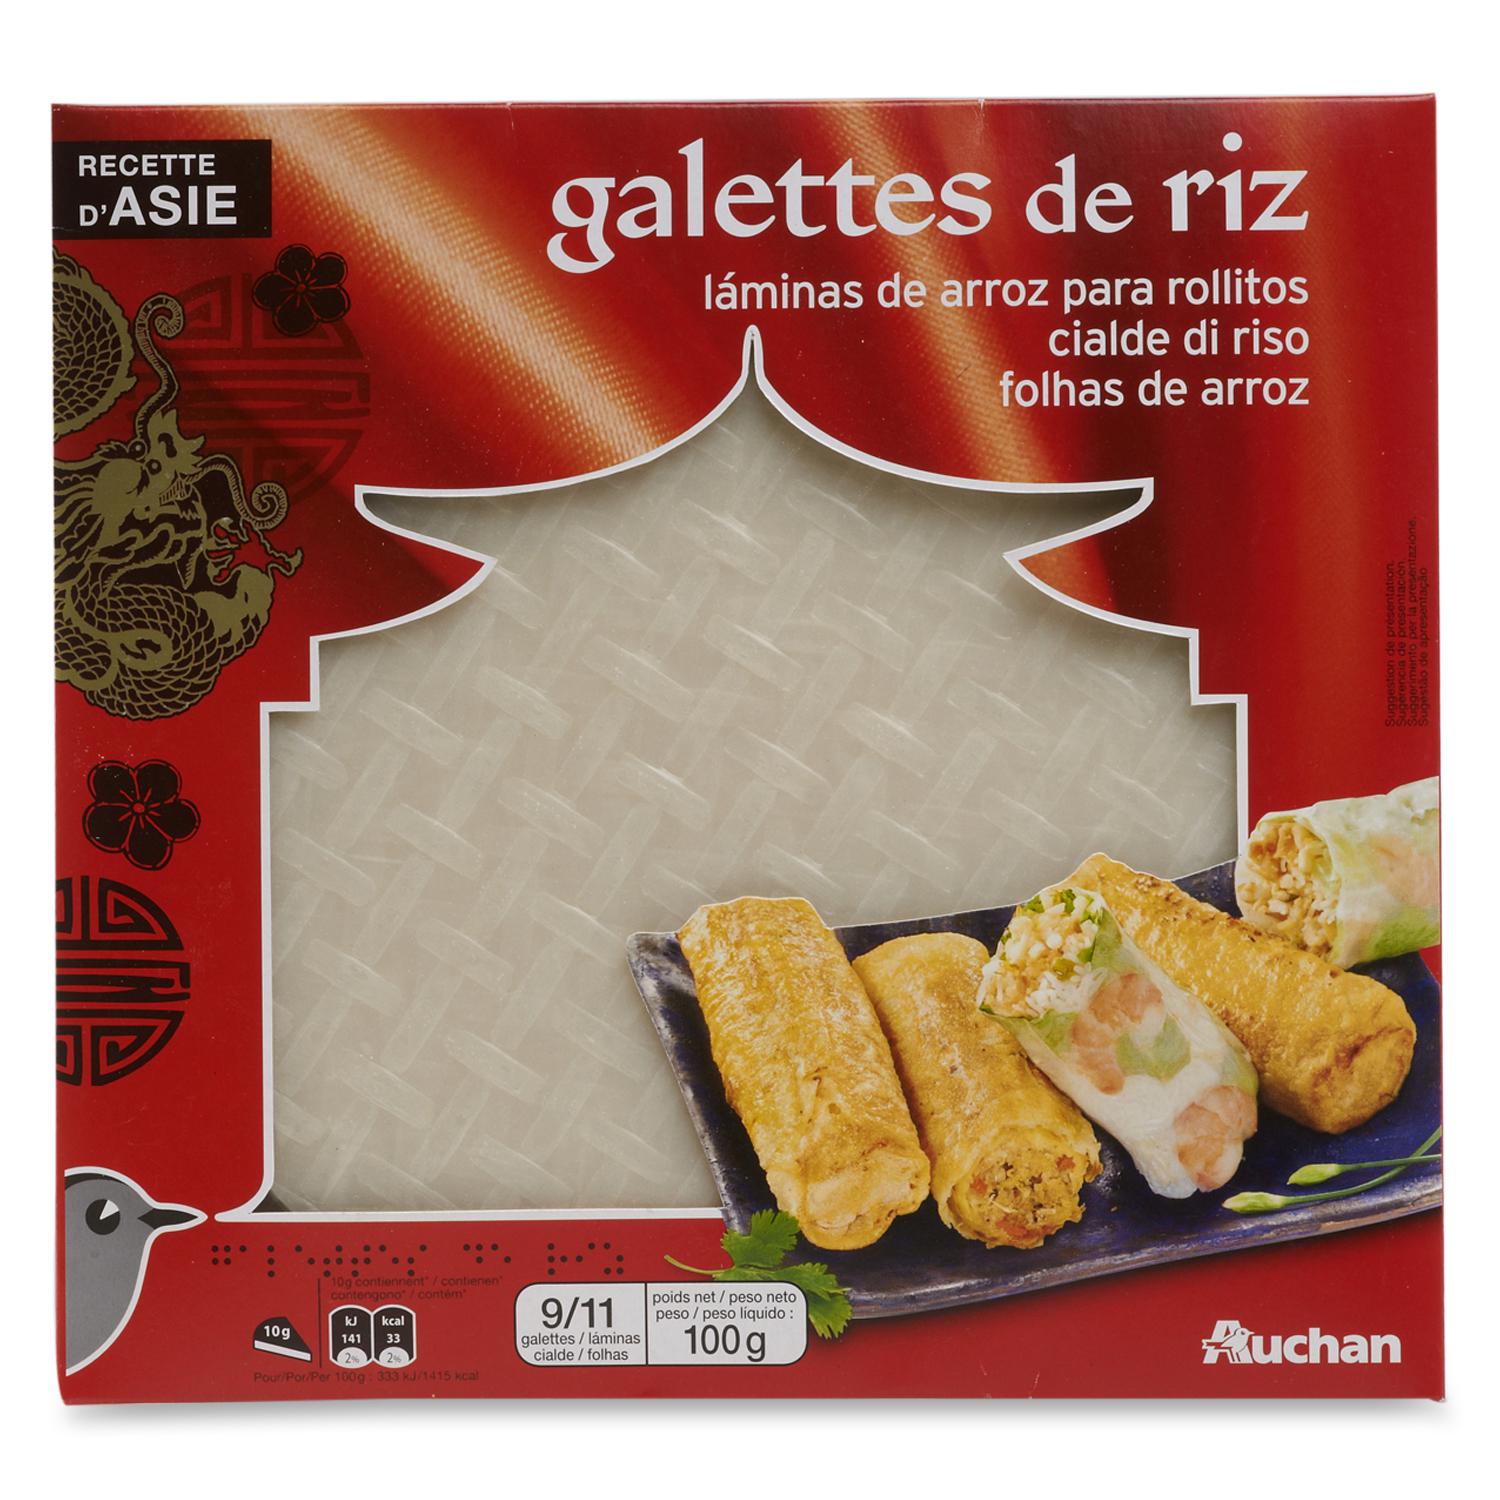 RECETTE
D'ASIE
galettes de riz
láminas de arroz para rollitos
cialde di riso
folhas de arroz
Suggestion de présentation.
Sugerencia de presentación.
Suggerimento per la presentazione.
Sugestão de apresentação
10g contiennent* / contienen*
contengono* / contém*
10g
kJ
141
2%
kcal
33
2%
Pour/Por/Per 100g : 333 kJ/1415 kcal
9/11
galettes / láminas
cialde / folhas
poids net / peso neto
peso / peso líquido :
100g
Auchan